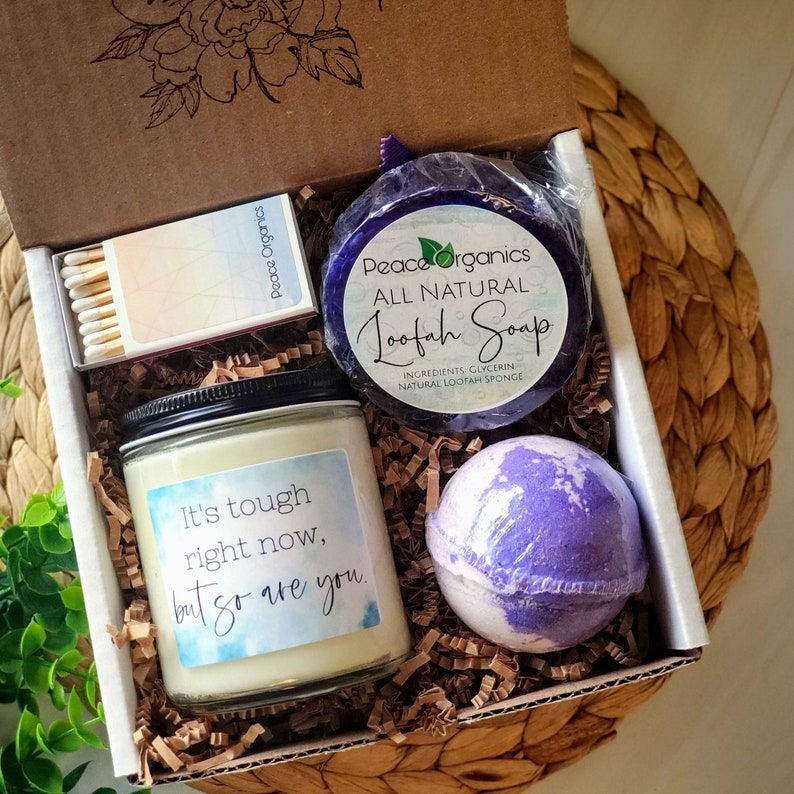 Peace Organics
Peace Organics
ALL NATURAL
Loofah Soap
INGREDIENTS: GLYCERIN,
NATURAL LOOFAH SPONGE
It's tough
right now,
but so are you.